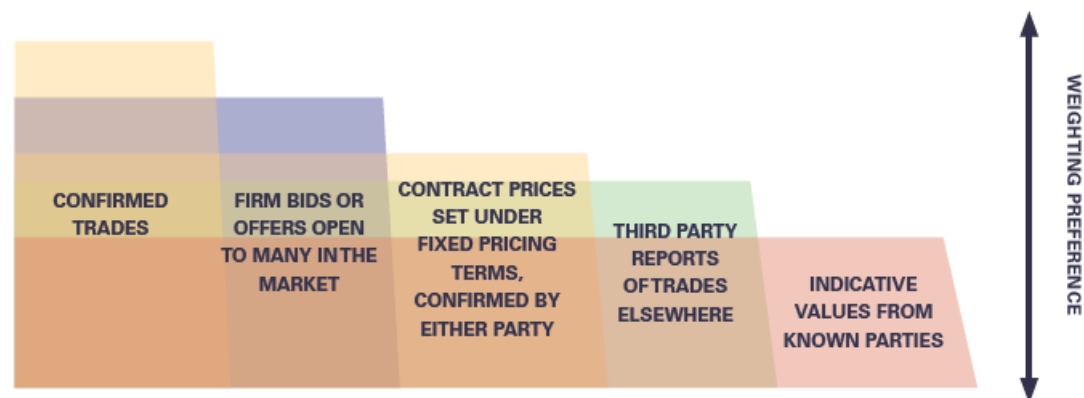 CONFIRMED
TRADES
FIRM BIDS OR
OFFERS OPEN
TO MANY IN THE
MARKET
CONTRACT PRICES
SET UNDER
FIXED PRICING
TERMS,
CONFIRMED BY
EITHER PARTY
THIRD PARTY
REPORTS
OF TRADES
ELSEWHERE
INDICATIVE
VALUES FROM
KNOWN PARTIES
WEIGHTING PREFERENCE